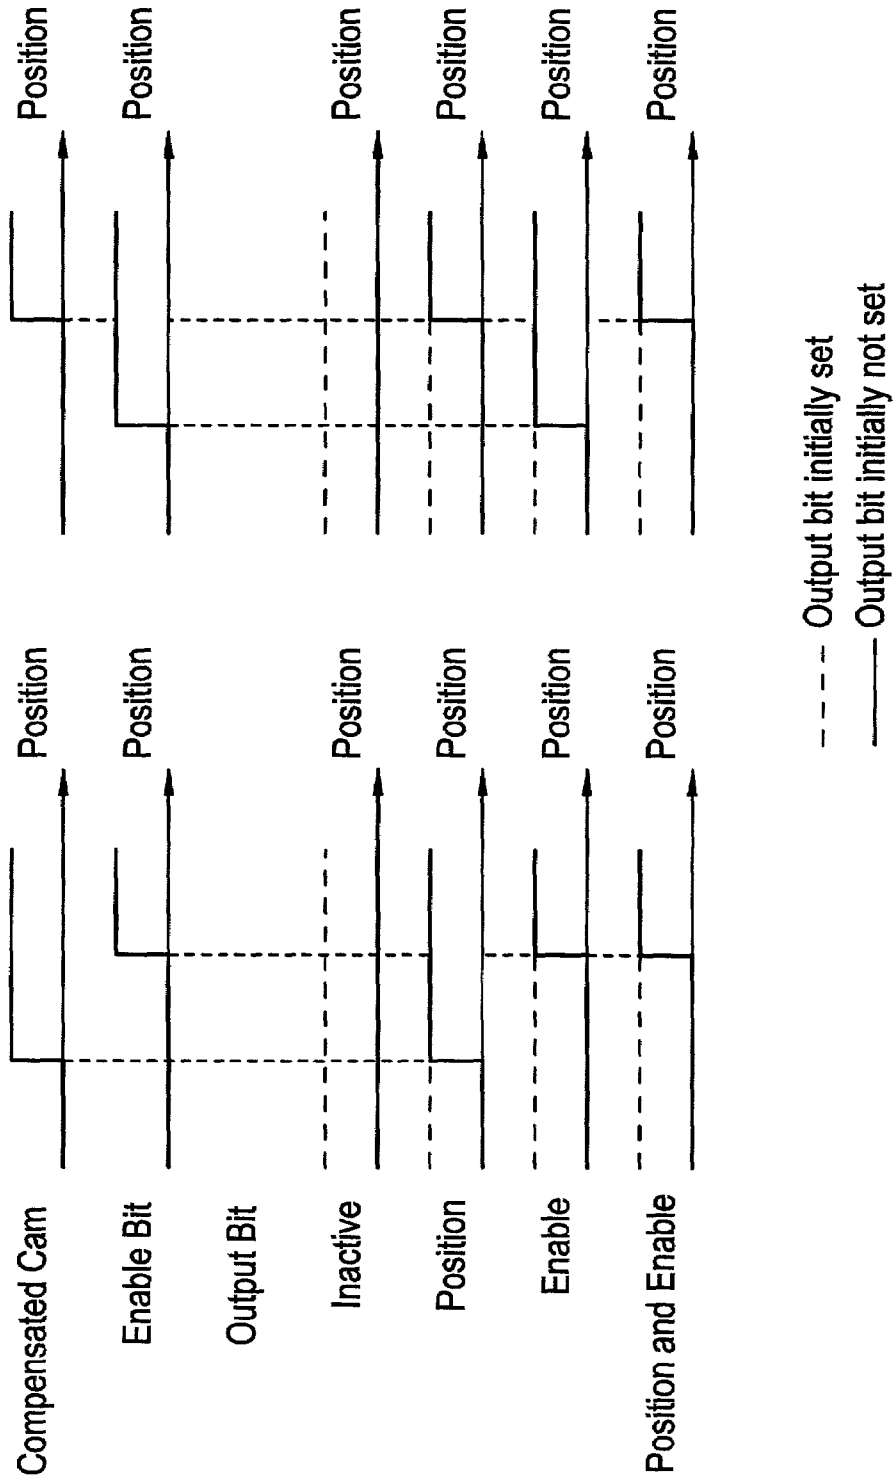 Compensated Cam
Position
Position
Enable Bit
Position
Position
Output Bit
Inactive
Position
Position
Position
Position
Position
Enable
Position
Position
Position and Enable
Position
Position
Output bit initially set
Output bit initially not set